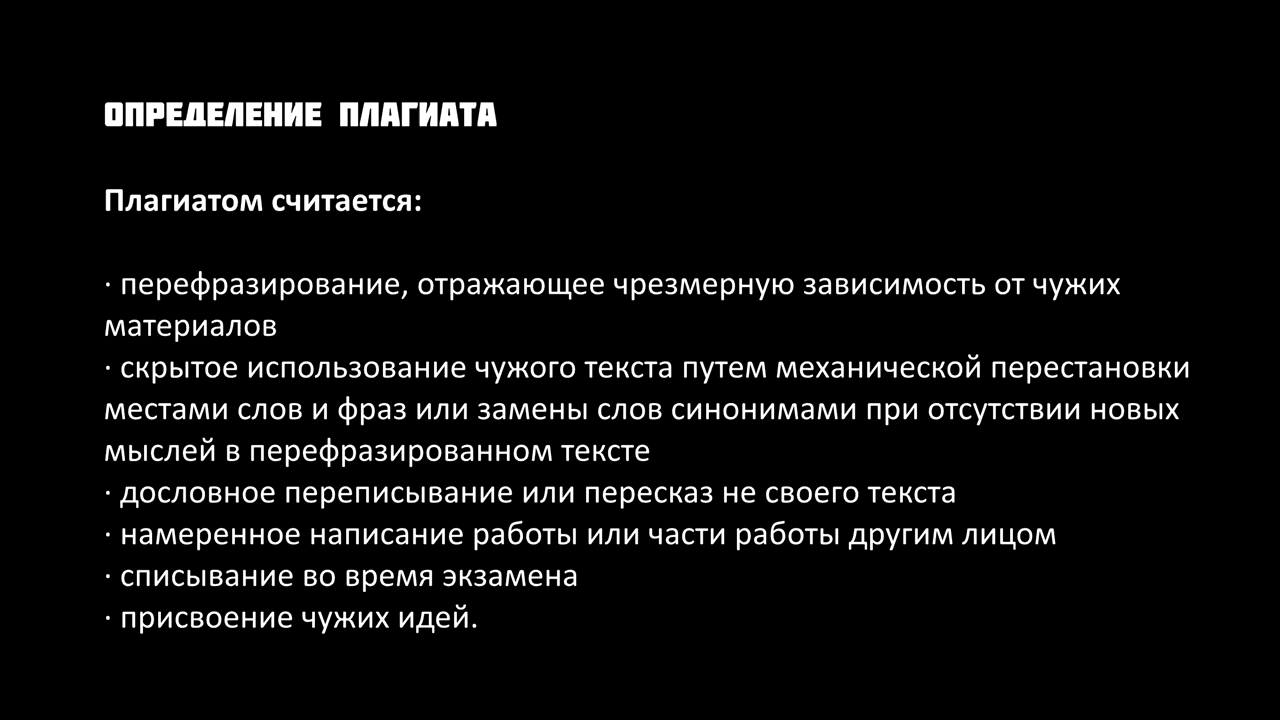 ОПРЕДЕЛЕНИЕ ПЛАГИАТА
Плагиатом считается:
· перефразирование, отражающее чрезмерную зависимость от чужих
материалов
· скрытое использование чужого текста путем механической перестановки
местами слов и фраз или замены слов синонимами при отсутствии новых
мыслей в перефразированном тексте
· дословное переписывание или пересказ не своего текста
· намеренное написание работы или части работы другим лицом
· списывание во время экзамена
· присвоение чужих идей.